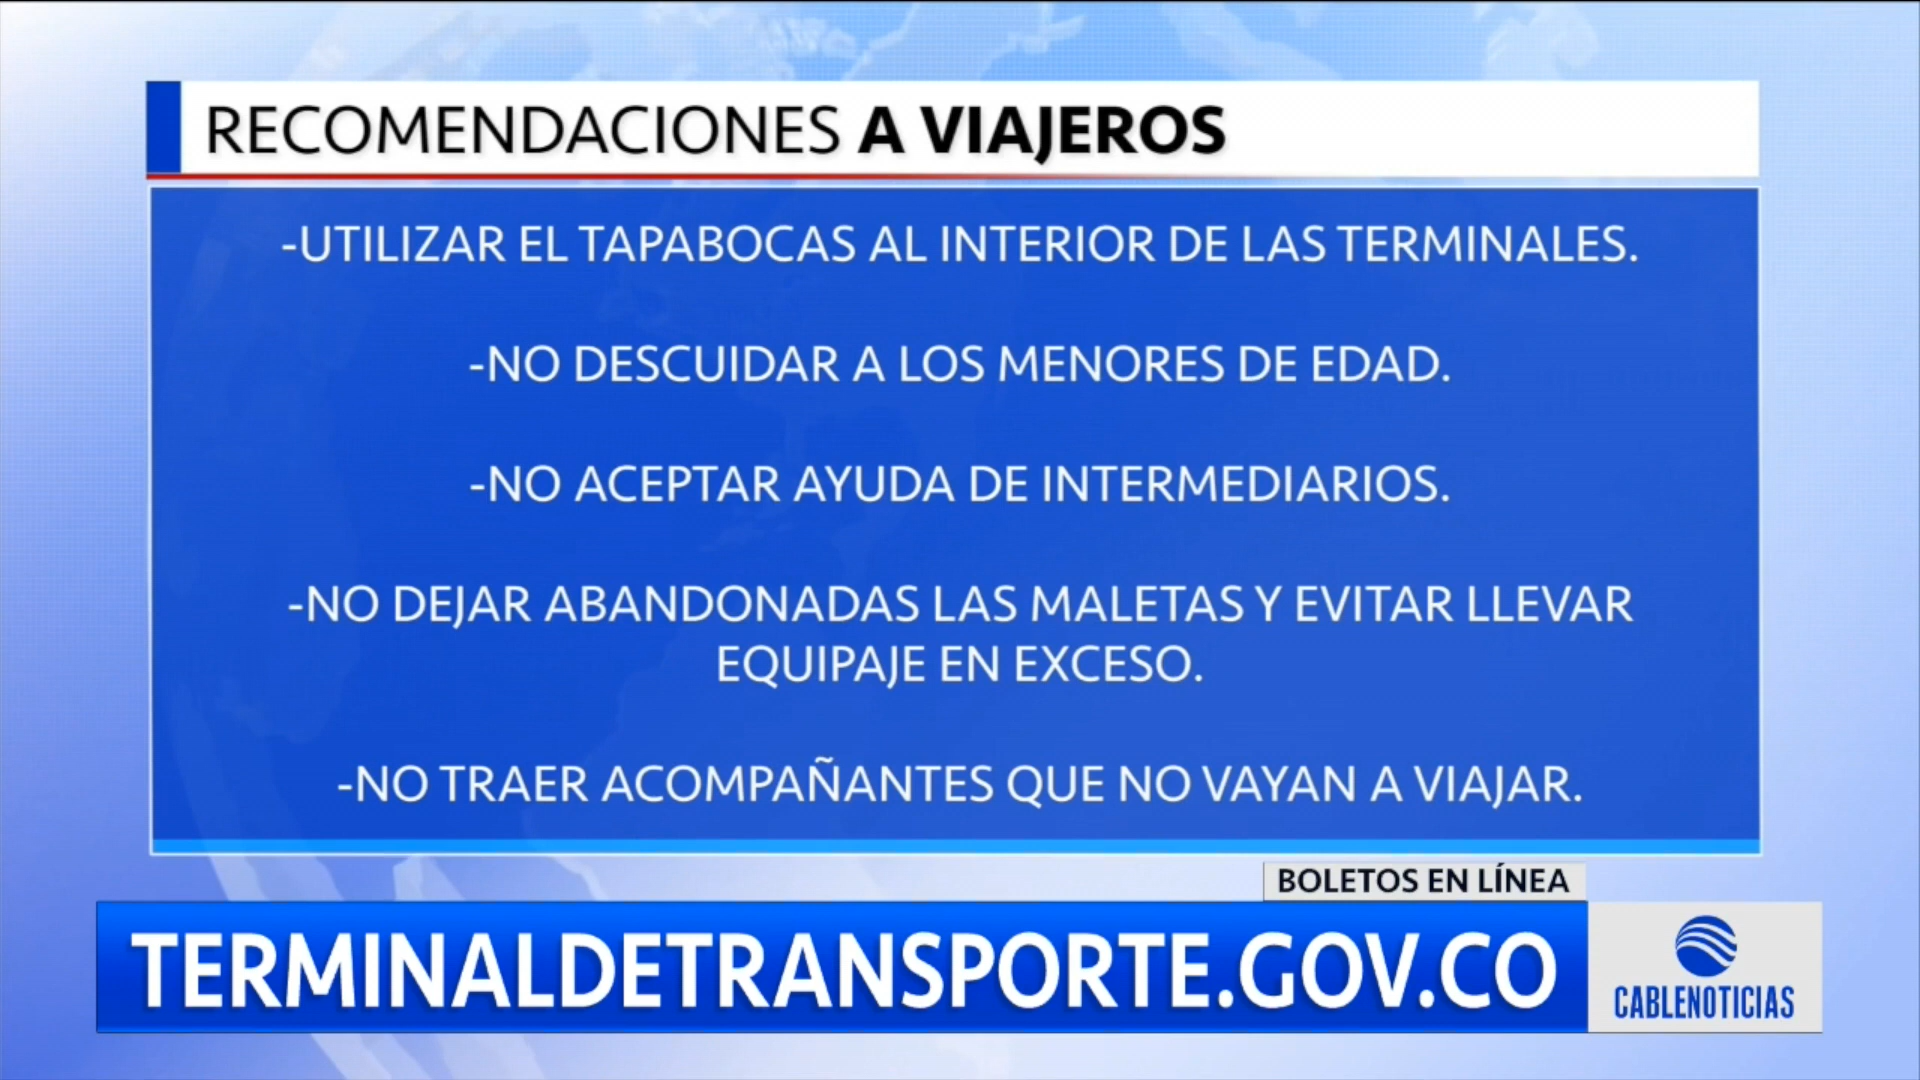 RECOMENDACIONES A VIAJEROS
-UTILIZAR EL TAPABOCAS AL INTERIOR DE LAS TERMINALES.
-NO DESCUIDAR A LOS MENORES DE EDAD.
-NO ACEPTAR AYUDA DE INTERMEDIARIOS.
-NO DEJAR ABANDONADAS LAS MALETAS Y EVITAR LLEVAR
EQUIPAJE EN EXCESO.
-NO TRAER ACOMPAÑANTES QUE NO VAYAN A VIAJAR.
BOLETOS EN LÍNEA
TERMINALDETRANSPORTE.GOV.CO
CABLENOTICIAS